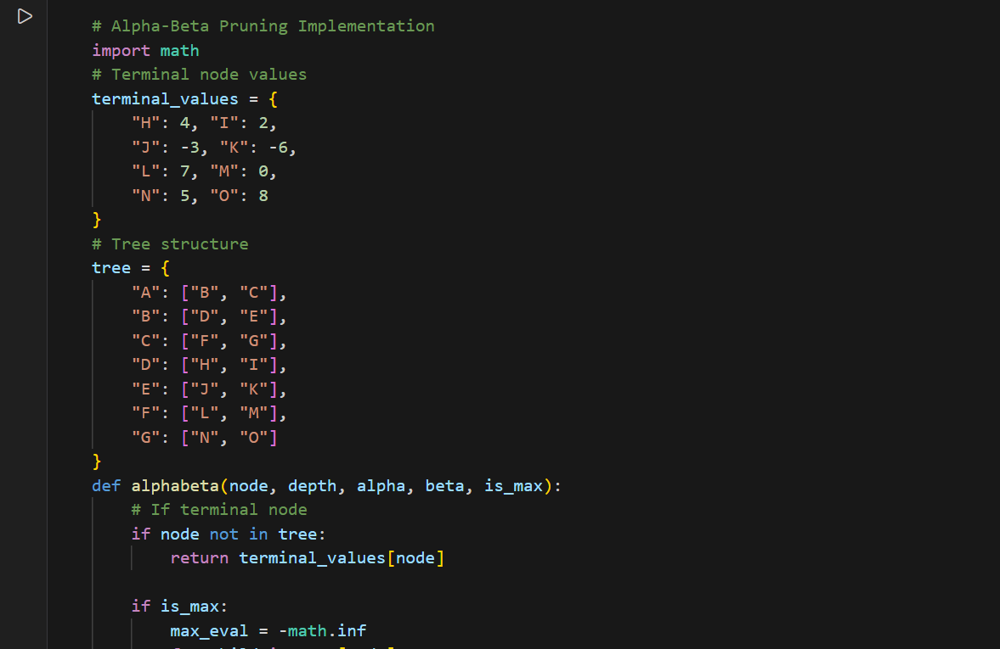 # Alpha-Beta Pruning Implementation
import math
# Terminal node values
terminal_values = {
    "H": 4, "I": 2,
    "J": -3, "K": -6,
    "L": 7, "M": 0,
    "N": 5, "O": 8
}
# Tree structure
tree = {
    "A": ["B", "C"],
    "B": ["D", "E"],
    "C": ["F", "G"],
    "D": ["H", "I"],
    "E": ["J", "K"],
    "F": ["L", "M"],
    "G": ["N", "O"]
}
def alphabeta(node, depth, alpha, beta, is_max):
    # If terminal node
    if node not in tree:
        return terminal_values[node]

    if is_max:
        max_eval = -math.inf